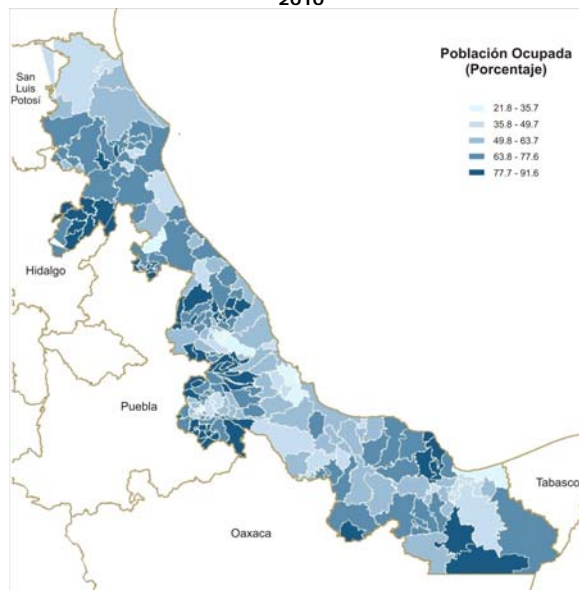 2010
San
Luis
Potosí
Población Ocupada
(Porcentaje)
21.8 - 35.7
35.8 - 49.7
49.8 - 63.7
63.8 - 77.6
77.7 - 91.6
Hidalgo
Puebla
Tabasco
Oaxaca